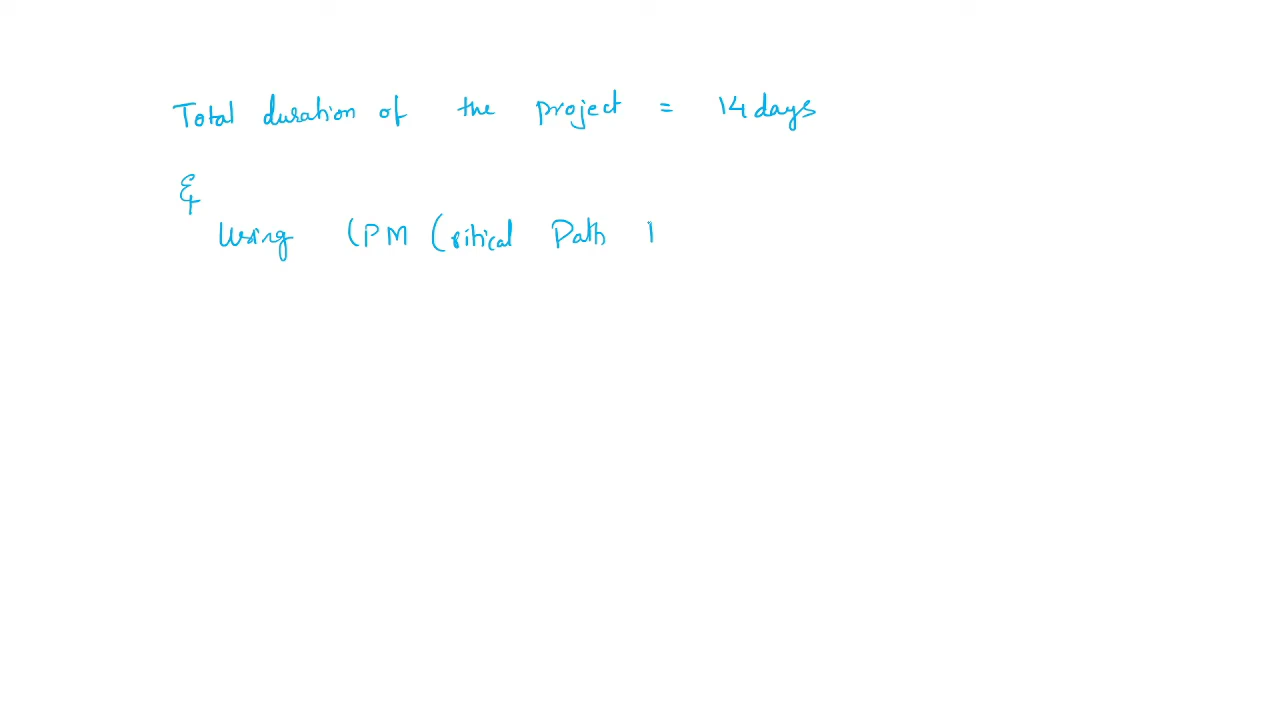 Total duration of the project = 14 days
&
Using CPM (ritical Path